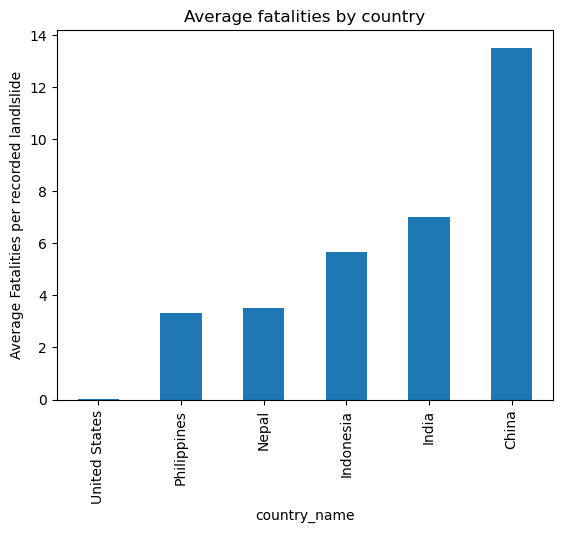 Average fatalities by country
Average Fatalities per recorded landlslide
14
12
10
8
6
4
2
0
United States
Philippines
Nepal
Indonesia
India
China
country_name